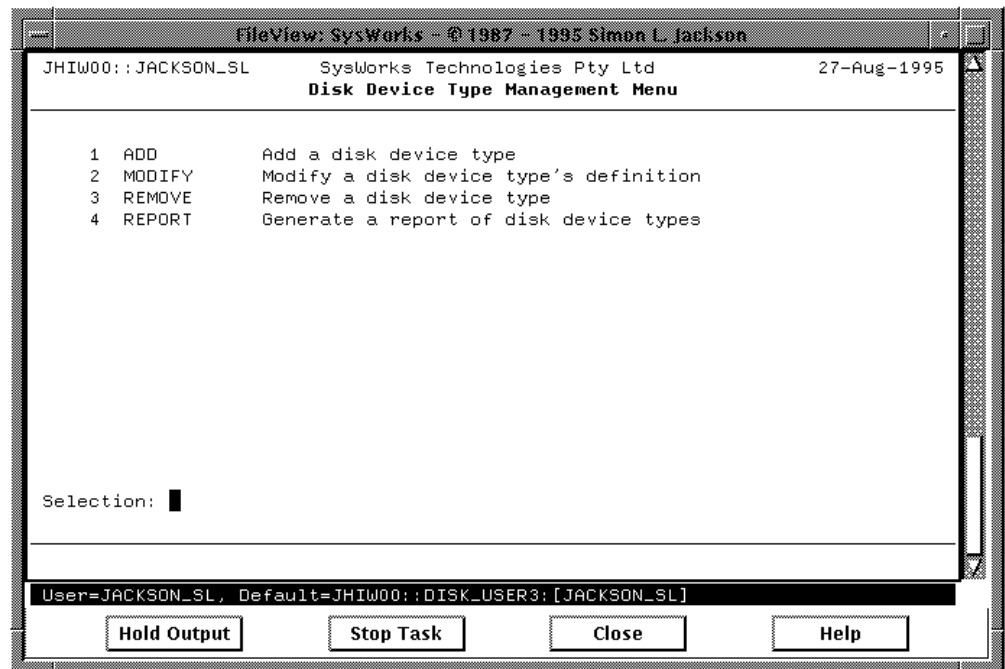 FileView: SysWorks - © 1987 - 1995 Simon L. Jackson
JHIW00::JACKSON_SL SysWorks Technologies Pty Ltd 27-Aug-1995
Disk Device Type Management Menu
1 ADD Add a disk device type
2 MODIFY Modify a disk device type's definition
3 REMOVE Remove a disk device type
4 REPORT Generate a report of disk device types
Selection:
User=JACKSON_SL, Default=JHIW00::DISK_USER3:[JACKSON_SL]
Hold Output Stop Task Close Help